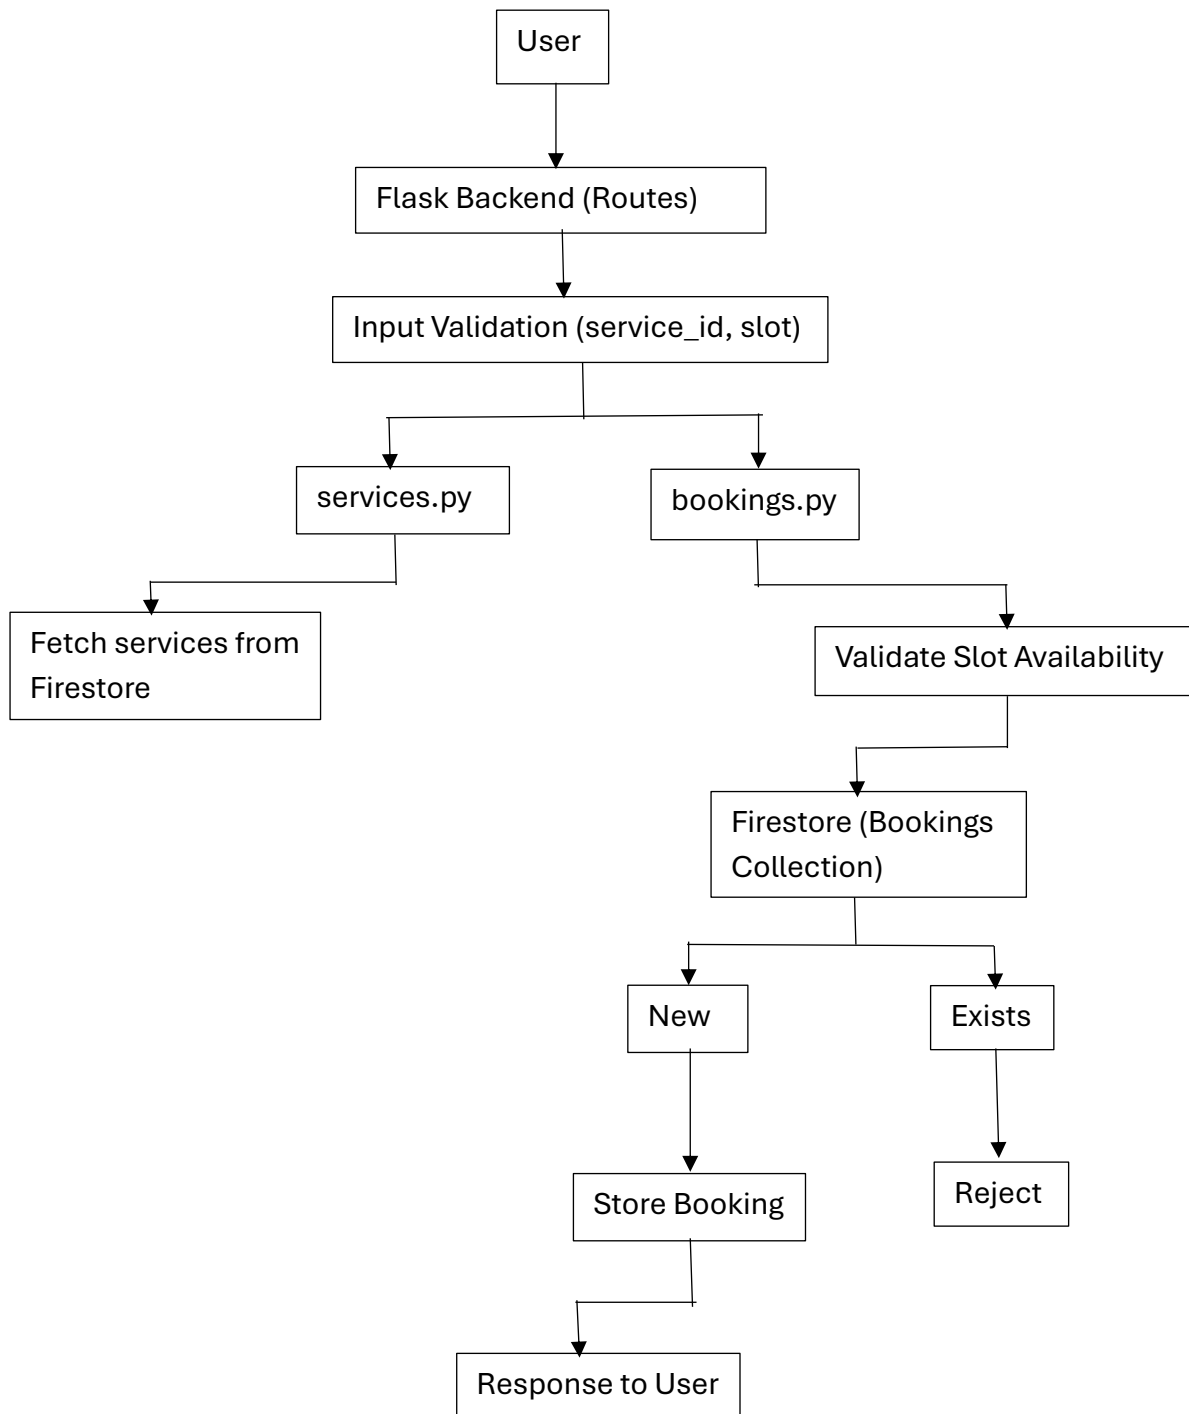 User
Flask Backend (Routes)
Input Validation (service_id, slot)
services.py
bookings.py
Fetch services from
Firestore
Validate Slot Availability
Firestore (Bookings
Collection)
New
Exists
Store Booking
Reject
Response to User